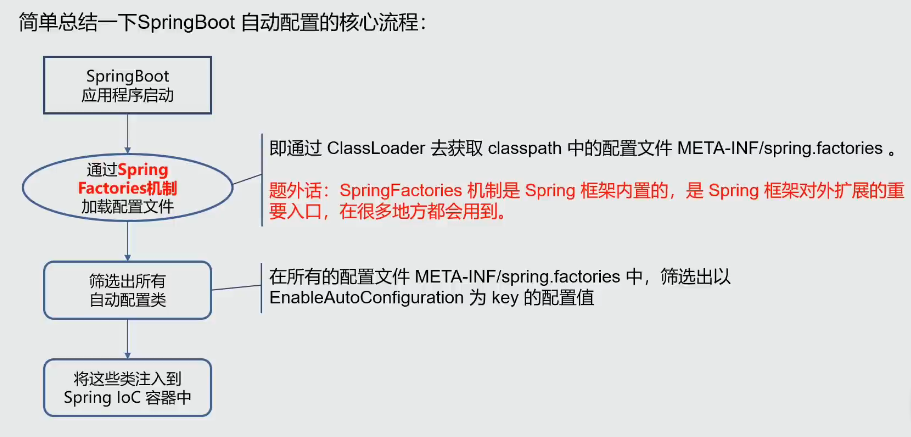 简单总结一下SpringBoot 自动配置的核心流程：
SpringBoot
应用程序启动
通过Spring
Factories机制
加载配置文件
即通过 ClassLoader 去获取 classpath 中的配置文件 META-INF/spring.factories 。
题外话：SpringFactories 机制是 Spring 框架内置的，是 Spring 框架对外扩展的重
要入口，在很多地方都会用到。
筛选出所有
自动配置类
在所有的配置文件 META-INF/spring.factories 中，筛选出以
EnableAutoConfiguration 为 key 的配置值
将这些类注入到
Spring IoC 容器中